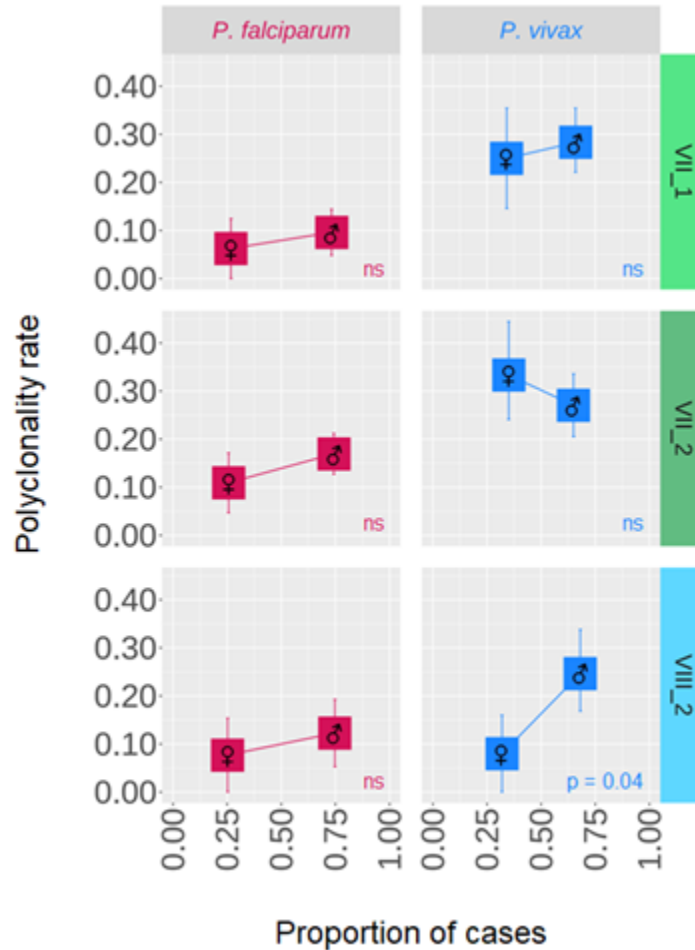 P. falciparum
P. vivax
Polyclonality rate
0.40
0.30
0.20
0.10
0.00
♀
♂
ns
♀
♂
ns
VII_1
0.40
0.30
0.20
0.10
0.00
♀
♂
ns
♀
♂
ns
VII_2
0.40
0.30
0.20
0.10
0.00
♀
♂
ns
♀
♂
p = 0.04
VIII_2
0.00
0.25
0.50
0.75
1.00
0.00
0.25
0.50
0.75
1.00
Proportion of cases